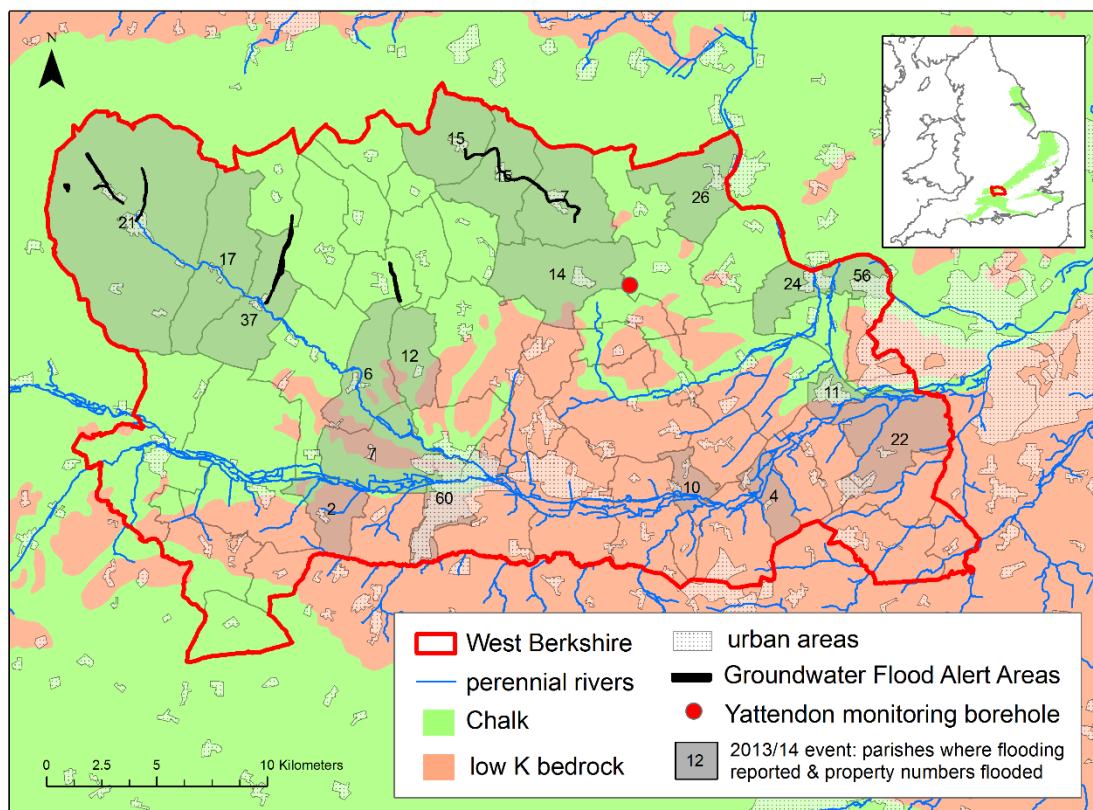 N
15
7
26
21
17
14
24
56
37
12
6
11
22
7
10
4
60
2
West Berkshire
perennial rivers
Chalk
low K bedrock
urban areas
Groundwater Flood Alert Areas
Yattendon monitoring borehole
12
2013/14 event: parishes where flooding
reported & property numbers flooded
0 2.5 5 10 Kilometers